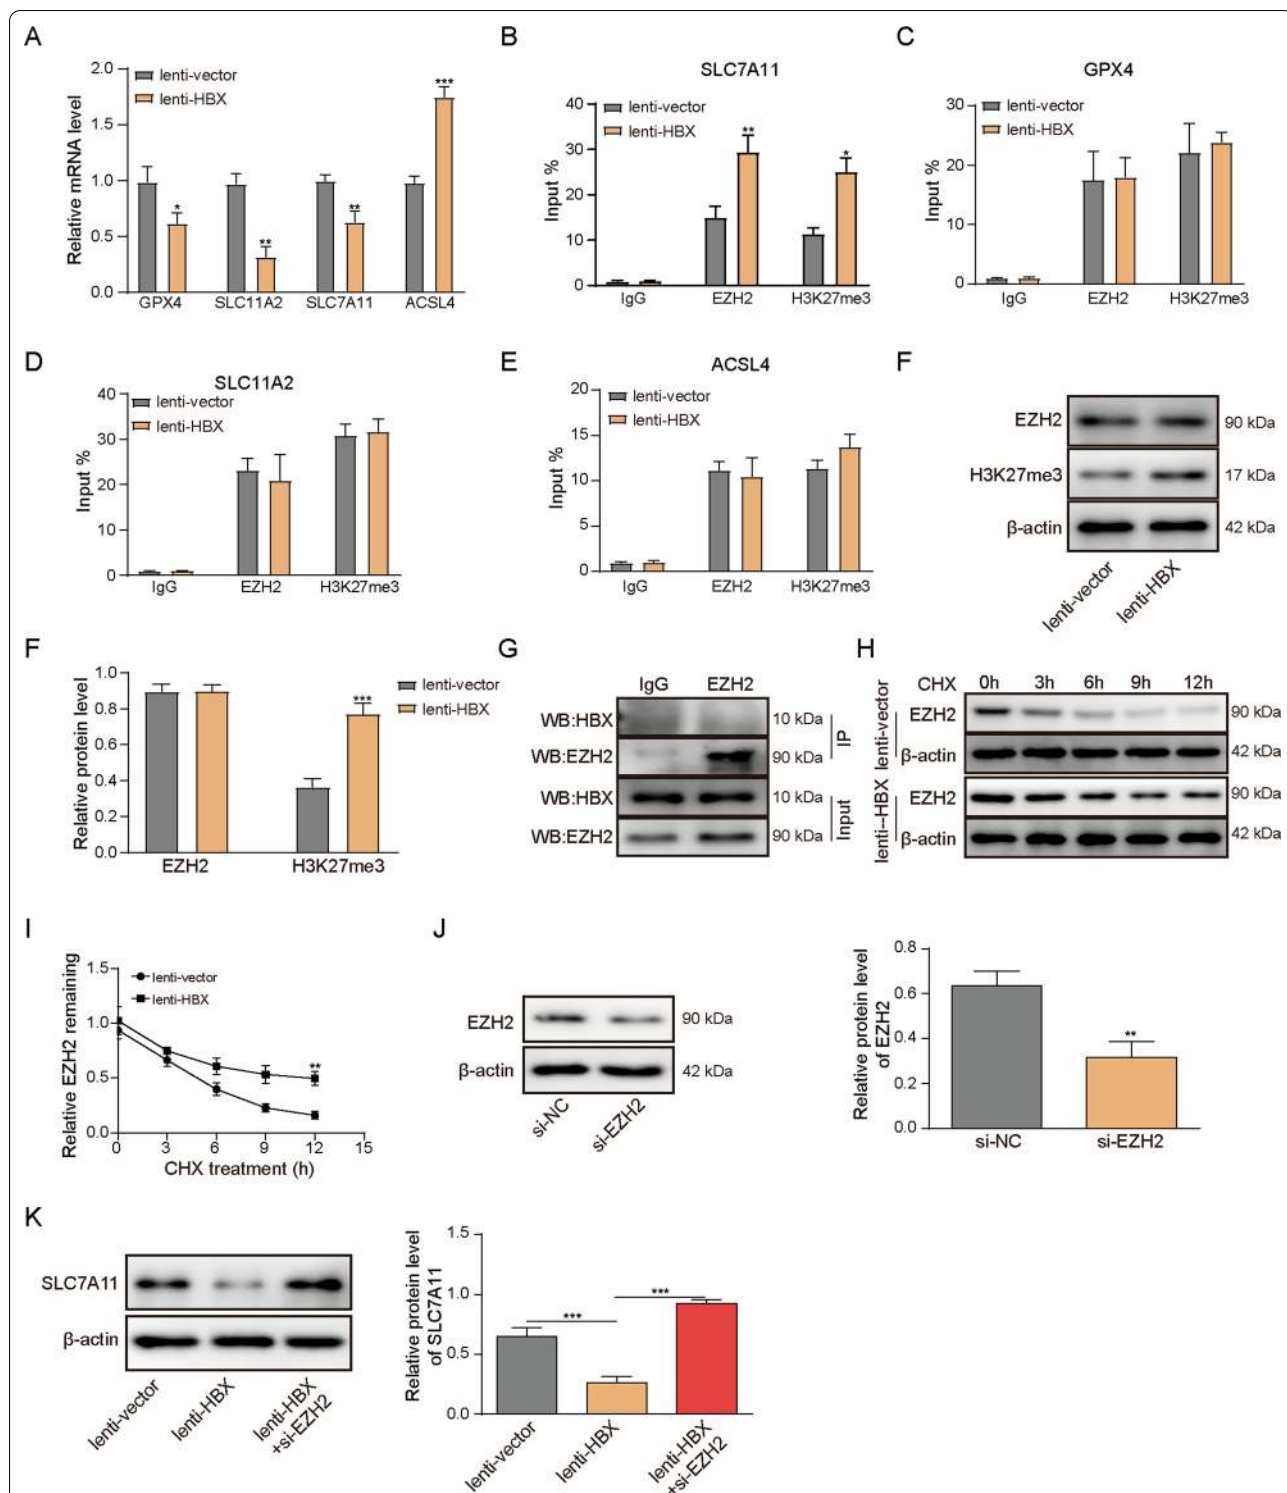 A
Relative mRNA level
2.0
1.5
1.0
0.5
0.0
lenti-vector
lenti-HBX
*
**
**
***
GPX4 SLC11A2 SLC7A11 ACSL4
B
SLC7A11
Input %
40
30
20
10
0
lenti-vector
lenti-HBX
**
*
IgG EZH2 H3K27me3
C
GPX4
Input %
30
20
10
0
lenti-vector
lenti-HBX
IgG EZH2 H3K27me3
D
SLC11A2
Input %
40
30
20
10
0
lenti-vector
lenti-HBX
IgG EZH2 H3K27me3
E
ACSL4
Input %
20
15
10
5
0
lenti-vector
lenti-HBX
IgG EZH2 H3K27me3
F
EZH2 90 kDa
H3K27me3 17 kDa
β-actin 42 kDa
lenti-vector lenti-HBX
F
Relative protein level
1.0
0.8
0.6
0.4
0.2
0.0
lenti-vector
lenti-HBX
***
EZH2 H3K27me3
G
IgG EZH2
WB:HBX 10 kDa
WB:EZH2 90 kDa
IP
WB:HBX 10 kDa
WB:EZH2 90 kDa
Input
H
CHX 0h 3h 6h 9h 12h
lenti-vector
EZH2 90 kDa
β-actin 42 kDa
lenti--HBX
EZH2 90 kDa
β-actin 42 kDa
I
Relative EZH2 remaining
1.5
1.0
0.5
0.0
lenti-vector
lenti-HBX
**
0 3 6 9 12 15
CHX treatment (h)
J
EZH2 90 kDa
β-actin 42 kDa
si-NC si-EZH2
Relative protein level
of EZH2
0.8
0.6
0.4
0.6
0.0
**
si-NC si-EZH2
K
SLC7A11
β-actin
lenti-vector
lenti-HBX
lenti-HBX
+si-EZH2
Relative protein level
of SLC7A11
1.5
1.0
0.5
0.0
***
***
lenti-vector
lenti-HBX
lenti-HBX
+si-EZH2